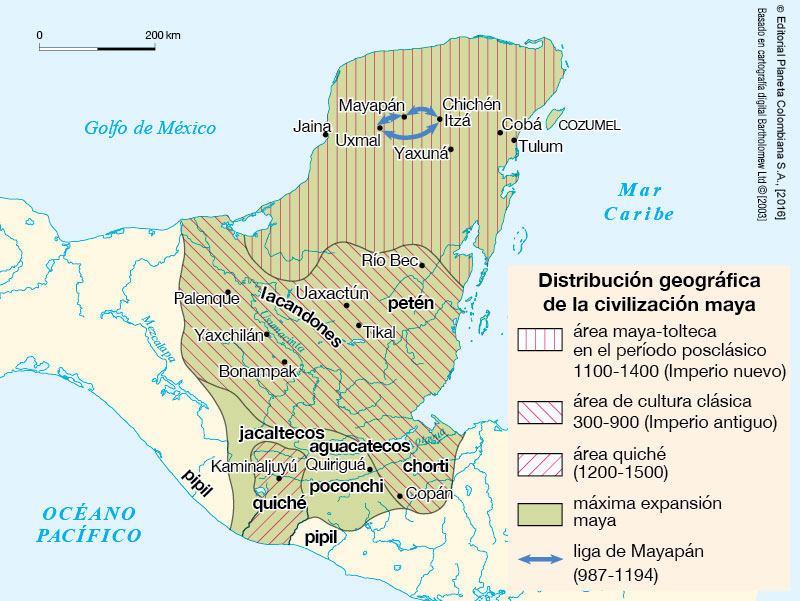 0
200 km
© Editorial Planeta Colombiana S.A., [2016]
Basado en cartografía digital Bartholomew Ltd © [2003]
Golfo de México
Mayapán
Chichén
Itzá
Jaina
Uxmal
Yaxuná
Cobá
COZUMEL
Tulum
Mar
Caribe
Río Bec
Palenque
lacandones
Uaxactún
petén
Mezcalapa
Usumacinta
Yaxchilán
Tikal
Bonampak
jacaltecos
aguacatecos
Kaminaljuyú
Quiriguá
chorti
pipil
poconchi
quiché
Copán
pipil
OCÉANO
PACÍFICO
Distribución geográfica
de la civilización maya
área maya-tolteca
en el período posclásico
1100-1400 (Imperio nuevo)
área de cultura clásica
300-900 (Imperio antiguo)
área quiché
(1200-1500)
máxima expansión
maya
liga de Mayapán
(987-1194)